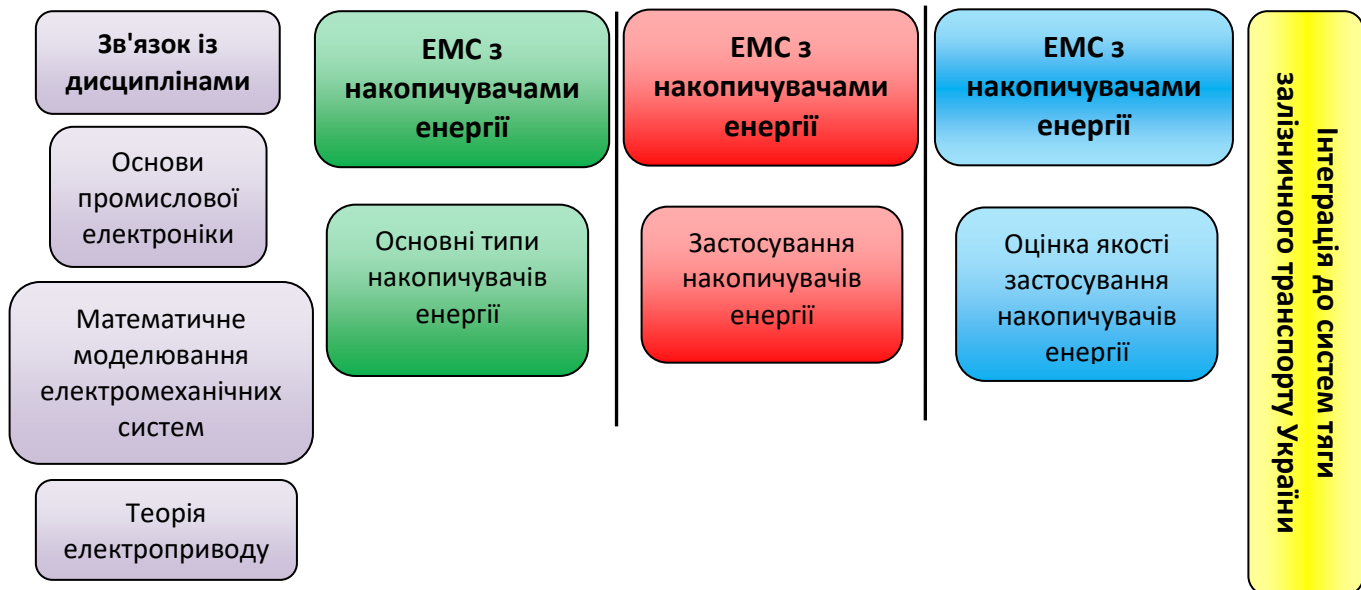 Зв'язок із
дисциплінами
Основи
промислової
електроніки
Математичне
моделювання
електромеханічних
систем
Теорія
електроприводу
ЕМС з
накопичувачами
енергії
Основні типи
накопичувачів
енергії
ЕМС з
накопичувачами
енергії
Застосування
накопичувачів
енергії
ЕМС з
накопичувачами
енергії
Оцінка якості
застосування
накопичувачів
енергії
Інтеграція до систем тяги
залізничного транспорту України